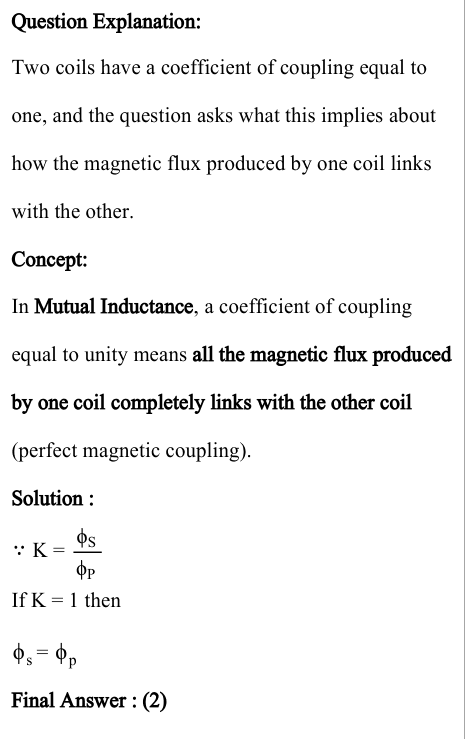 Question Explanation:
Two coils have a coefficient of coupling equal to
one, and the question asks what this implies about
how the magnetic flux produced by one coil links
with the other.
Concept:
In Mutual Inductance, a coefficient of coupling
equal to unity means all the magnetic flux produced
by one coil completely links with the other coil
(perfect magnetic coupling).
Solution :
∵ K = ϕS / ϕP
If K = 1 then
ϕs = ϕp
Final Answer : (2)